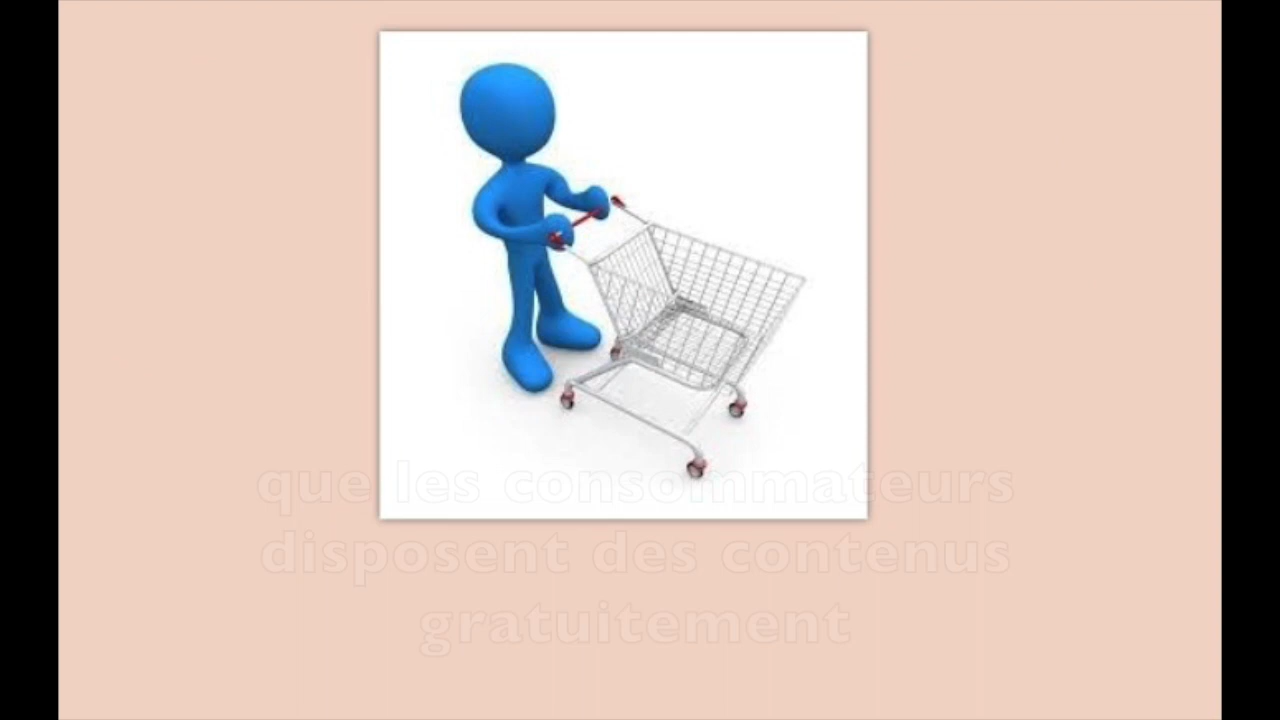 que les consommateurs
disposent des contenus
gratuitement